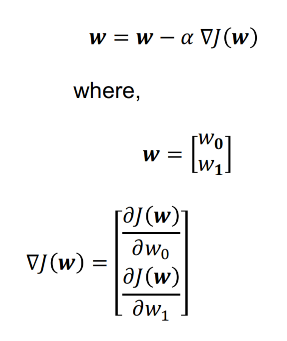 w = w − α ∇J(w)
where,
w = [w₀
w₁]
∇J(w) = [∂J(w)/∂w₀
∂J(w)/∂w₁]